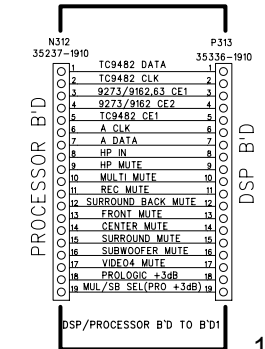 N312
35237-1910
P313
35336-1910
PROCESSOR B'D
DSP B'D
1 TC9482 DATA 1
2 TC9482 CLK 2
3 9273/9162,63 CE1 3
4 9273/9162 CE2 4
5 TC9482 CE1 5
6 A CLK 6
7 A DATA 7
8 HP IN 8
9 HP MUTE 9
10 MULTI MUTE 10
11 REC MUTE 11
12 SURROUND BACK MUTE 12
13 FRONT MUTE 13
14 CENTER MUTE 14
15 SURROUND MUTE 15
16 SUBWOOFER MUTE 16
17 VIDEO4 MUTE 17
18 PROLOGIC +3dB 18
19 MUL/SB SEL(PRO +3dB) 19
DSP/PROCESSOR B'D TO B'D1
1